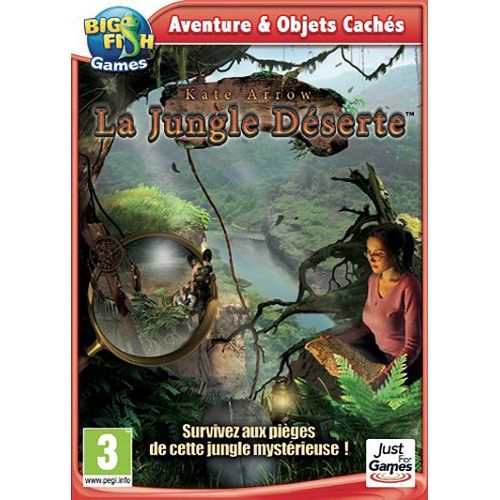 BIG FISH Games
Aventure & Objets Cachés
Kate Arrow
La Jungle Déserte™
Survivez aux pièges
de cette jungle mystérieuse !
3
www.pegi.info
Just
For
Games